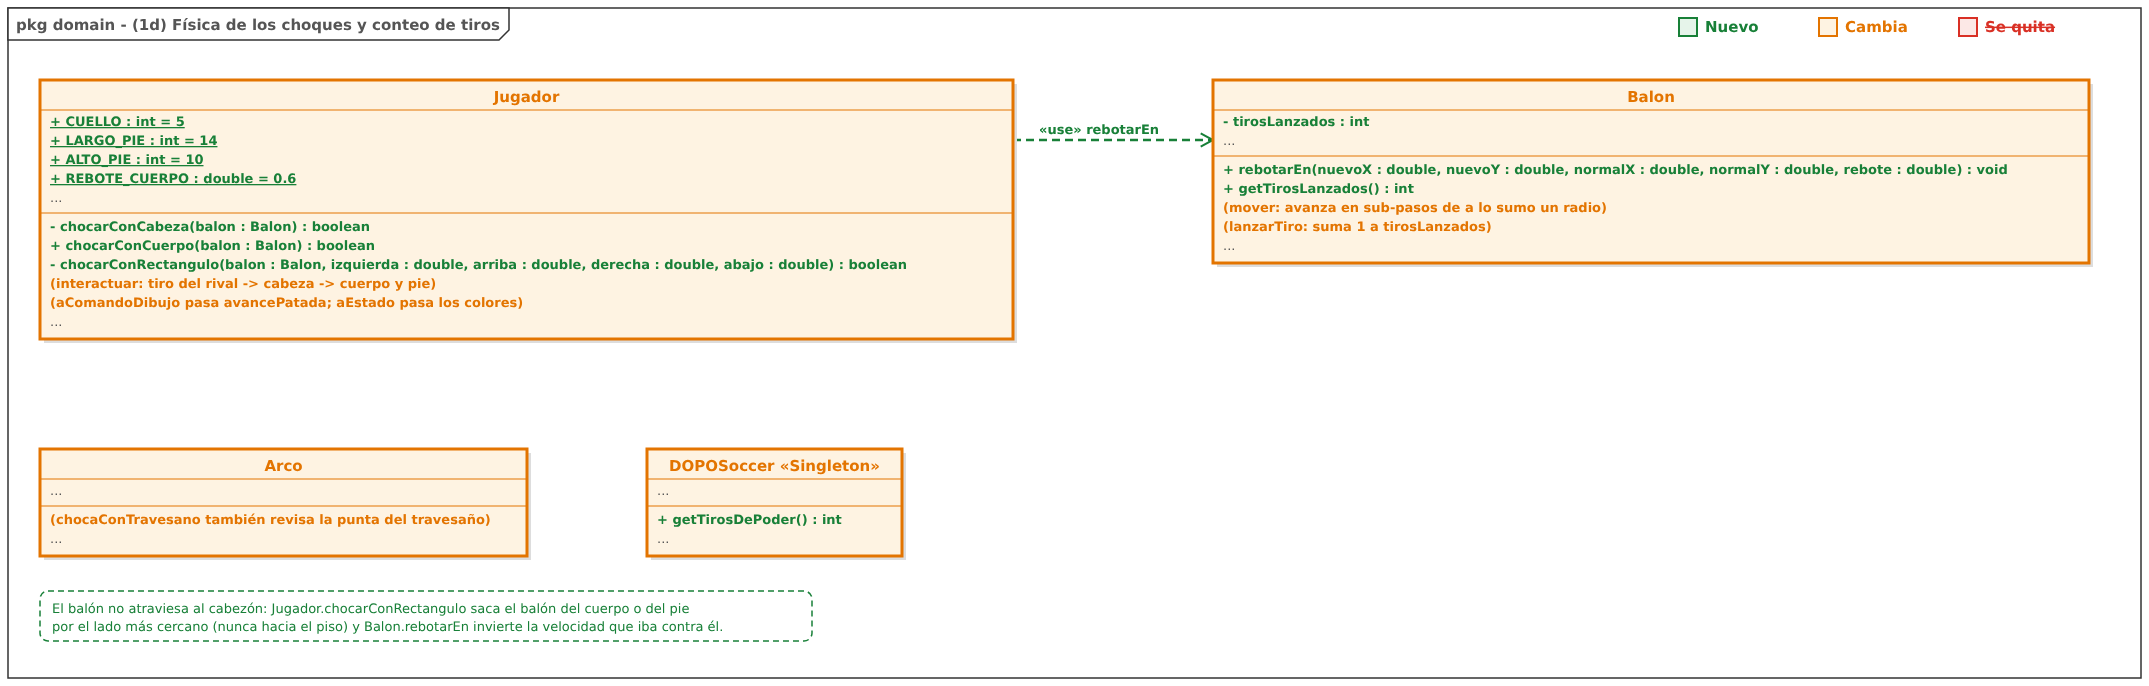 pkg domain - (1d) Física de los choques y conteo de tiros
Nuevo
Cambia
Se quita
Jugador
+ CUELLO : int = 5
+ LARGO_PIE : int = 14
+ ALTO_PIE : int = 10
+ REBOTE_CUERPO : double = 0.6
...
- chocarConCabeza(balon : Balon) : boolean
+ chocarConCuerpo(balon : Balon) : boolean
- chocarConRectangulo(balon : Balon, izquierda : double, arriba : double, derecha : double, abajo : double) : boolean
(interactuar: tiro del rival -> cabeza -> cuerpo y pie)
(aComandoDibujo pasa avancePatada; aEstado pasa los colores)
...
«use» rebotarEn
Balon
- tirosLanzados : int
...
+ rebotarEn(nuevoX : double, nuevoY : double, normalX : double, normalY : double, rebote : double) : void
+ getTirosLanzados() : int
(mover: avanza en sub-pasos de a lo sumo un radio)
(lanzarTiro: suma 1 a tirosLanzados)
...
Arco
...
(chocaConTravesano también revisa la punta del travesaño)
...
DOPOSoccer «Singleton»
...
+ getTirosDePoder() : int
...
El balón no atraviesa al cabezón: Jugador.chocarConRectangulo saca el balón del cuerpo o del pie
por el lado más cercano (nunca hacia el piso) y Balon.rebotarEn invierte la velocidad que iba contra él.